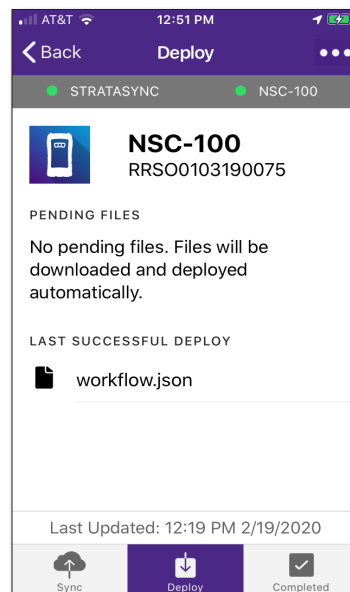 AT&T 12:51 PM
Back Deploy
STRATASYNC NSC-100
NSC-100
RRSO0103190075
PENDING FILES
No pending files. Files will be
downloaded and deployed
automatically.
LAST SUCCESSFUL DEPLOY
workflow.json
Last Updated: 12:19 PM 2/19/2020
Sync Deploy Completed